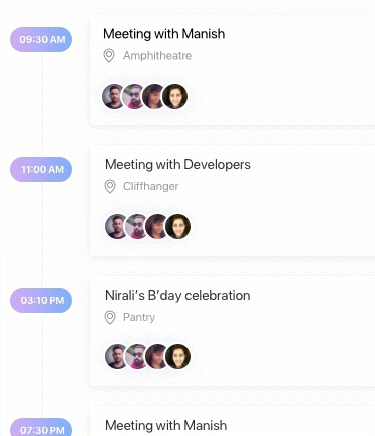 09:30 AM
Meeting with Manish
Amphitheatre
11:00 AM
Meeting with Developers
Cliffhanger
03:10 PM
Nirali's B'day celebration
Pantry
07:30 PM
Meeting with Manish